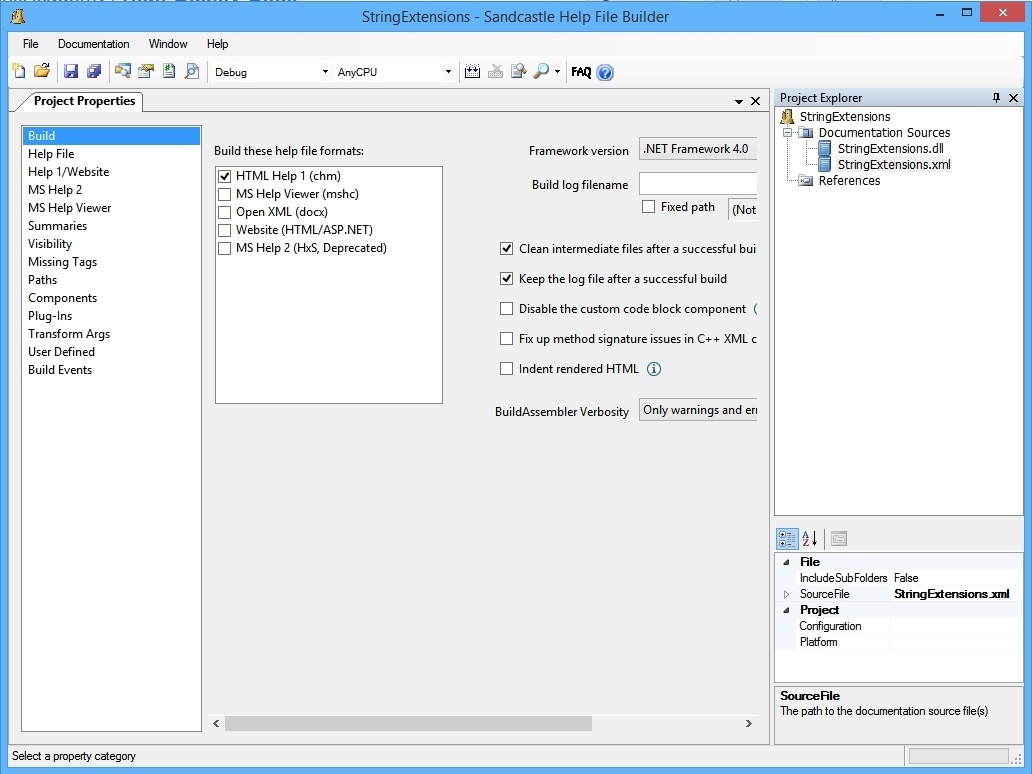 StringExtensions - Sandcastle Help File Builder
File Documentation Window Help
Debug AnyCPU FAQ
Project Properties
Build
Help File
Help 1/Website
MS Help 2
MS Help Viewer
Summaries
Visibility
Missing Tags
Paths
Components
Plug-Ins
Transform Args
User Defined
Build Events
Build these help file formats:
HTML Help 1 (chm)
MS Help Viewer (mshc)
Open XML (docx)
Website (HTML/ASP.NET)
MS Help 2 (HxS, Deprecated)
Framework version .NET Framework 4.0
Build log filename
Fixed path (Not
Clean intermediate files after a successful bui
Keep the log file after a successful build
Disable the custom code block component
Fix up method signature issues in C++ XML c
Indent rendered HTML
BuildAssembler Verbosity Only warnings and er
Project Explorer
StringExtensions
Documentation Sources
StringExtensions.dll
StringExtensions.xml
References
File
IncludeSubFolders False
SourceFile StringExtensions.xml
Project
Configuration
Platform
SourceFile
The path to the documentation source file(s)
Select a property category